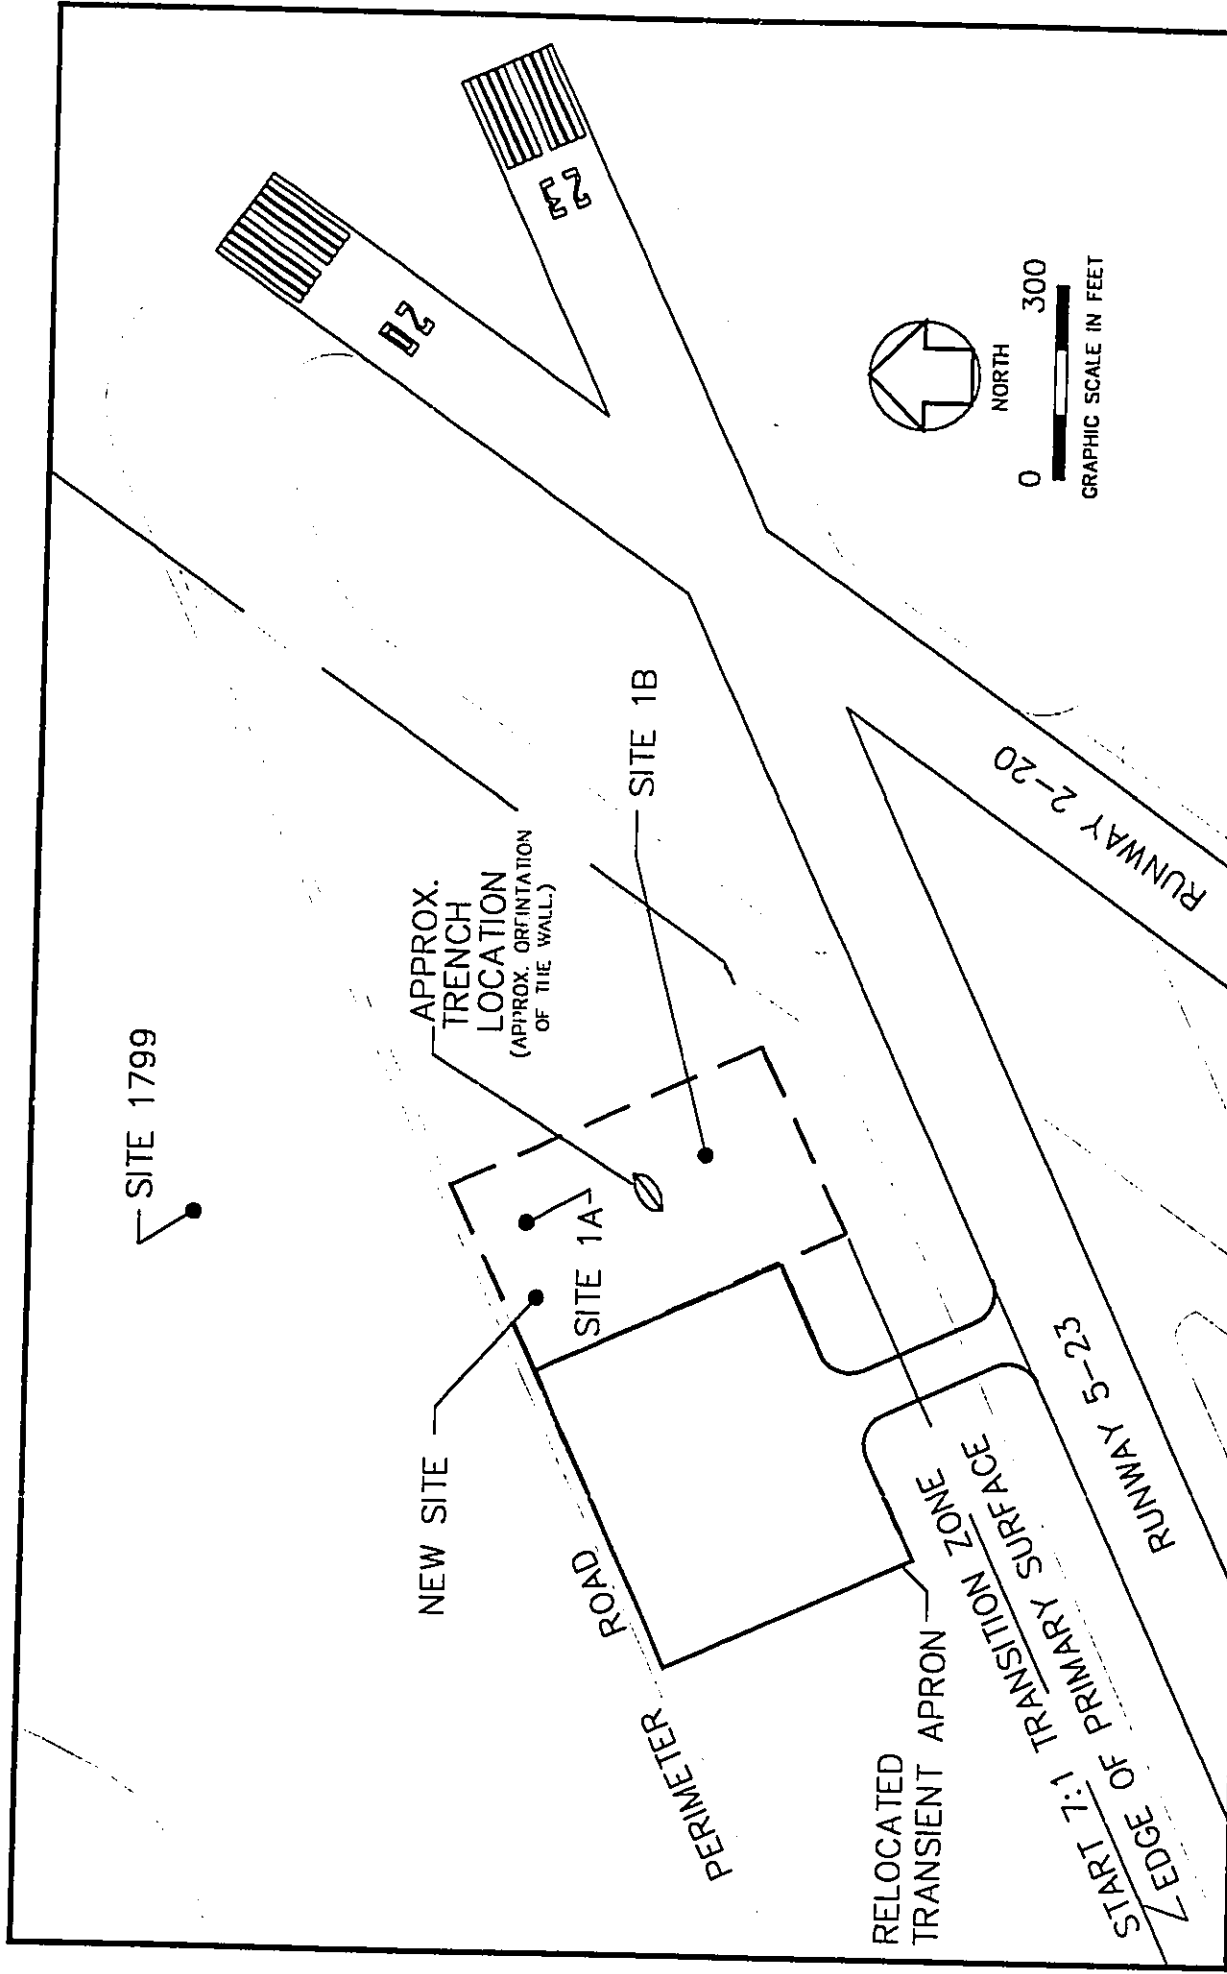 SITE 1799
NEW SITE
APPROX.
TRENCH
LOCATION
(APPROX. ORFINTATION
OF THE WALL.)
SITE 1A
SITE 1B
20
23
PERIMETER ROAD
RELOCATED
TRANSIENT APRON
START 7:1 TRANSITION ZONE
EDGE OF PRIMARY SURFACE
RUNWAY 5-23
RUNWAY 2-20
NORTH
0 300
GRAPHIC SCALE IN FEET